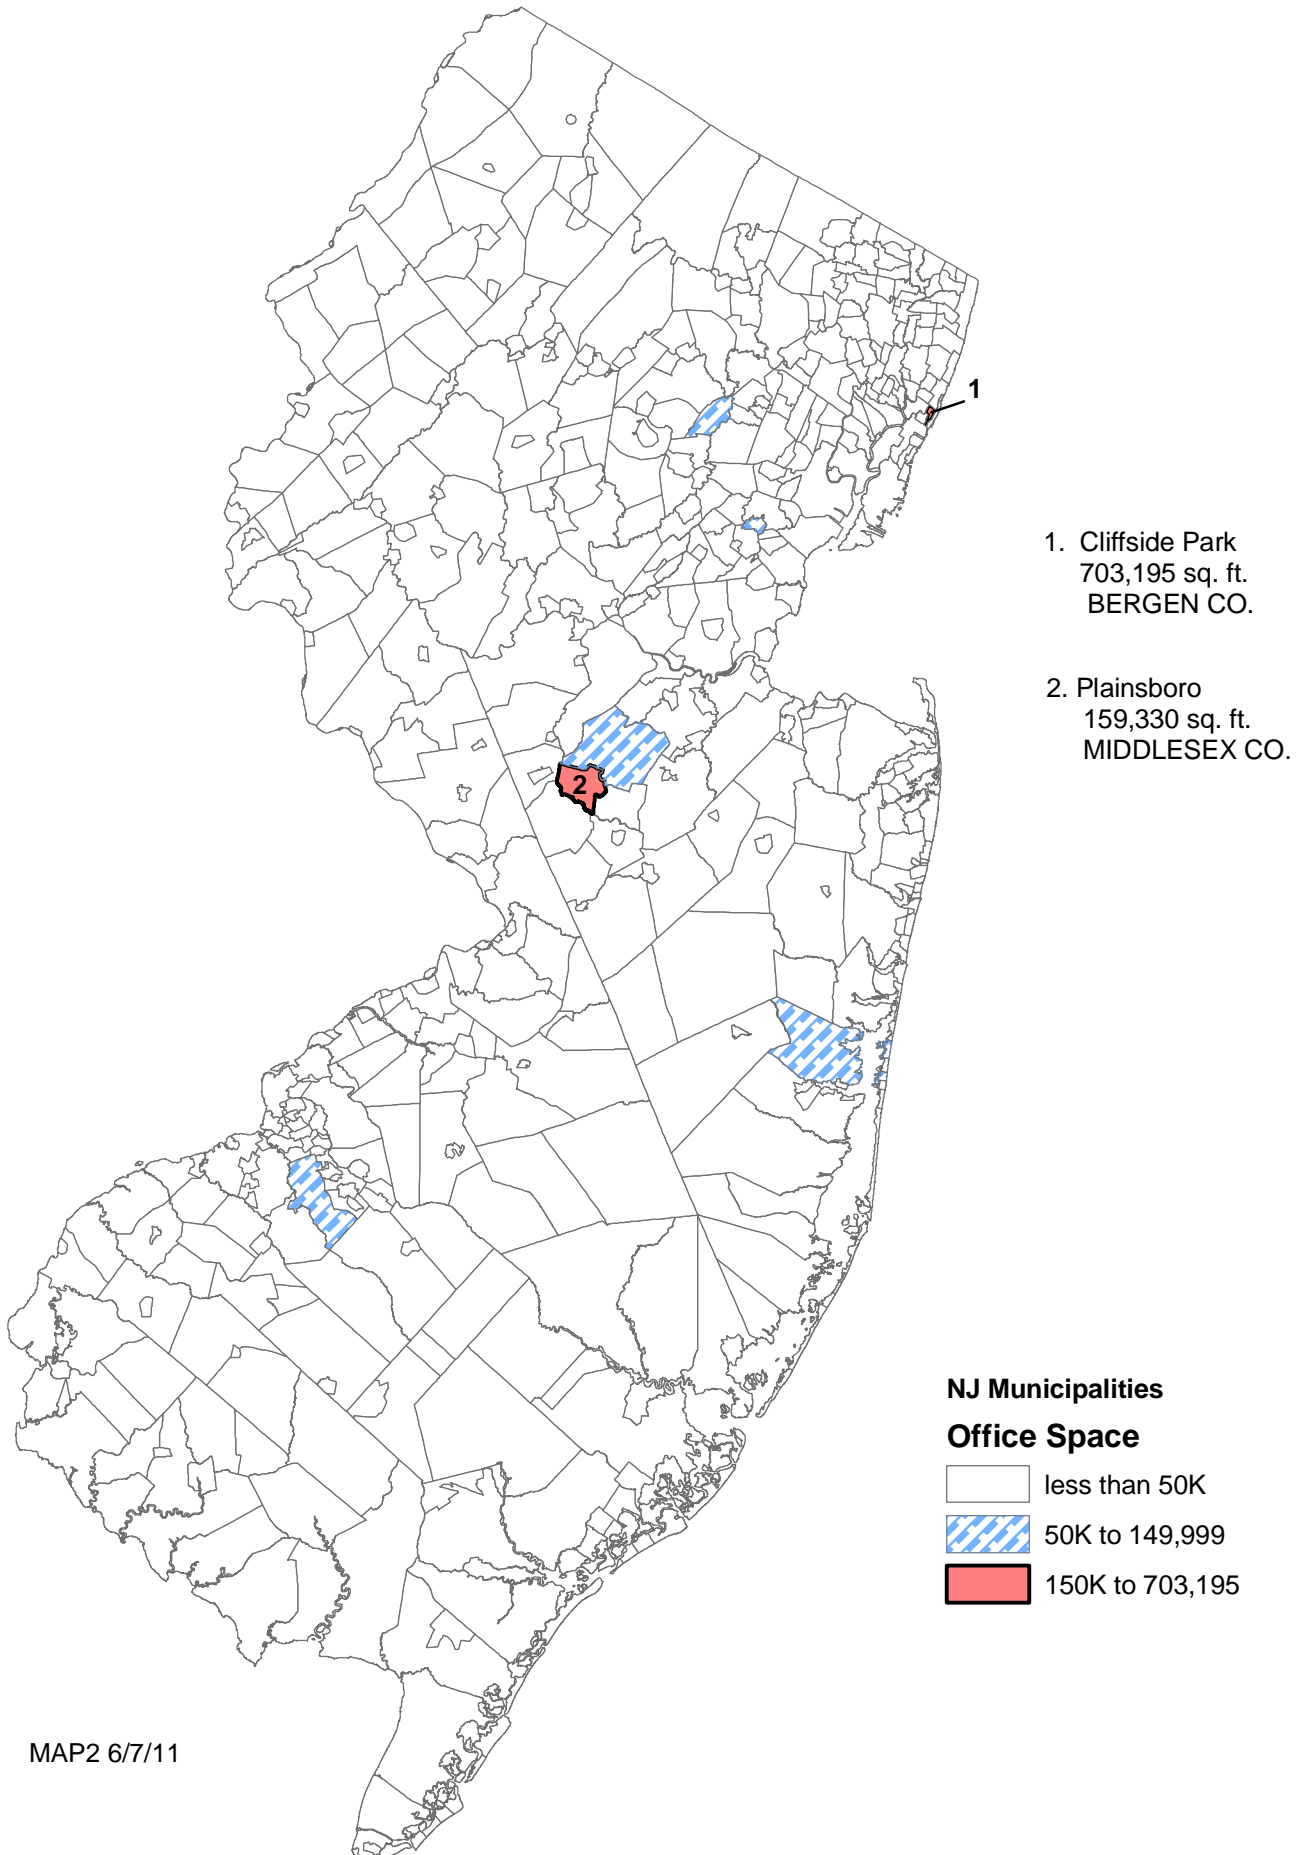 1
1. Cliffside Park
703,195 sq. ft.
BERGEN CO.
2. Plainsboro
159,330 sq. ft.
MIDDLESEX CO.
2
NJ Municipalities
Office Space
less than 50K
50K to 149,999
150K to 703,195
MAP2 6/7/11